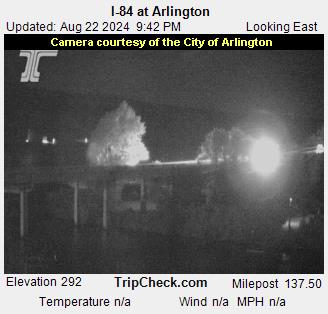 I-84 at Arlington
Updated: Aug 22 2024 9:42 PM Looking East
Camera courtesy of the City of Arlington
Elevation 292 TripCheck.com Milepost 137.50
Temperature n/a Wind n/a MPH n/a